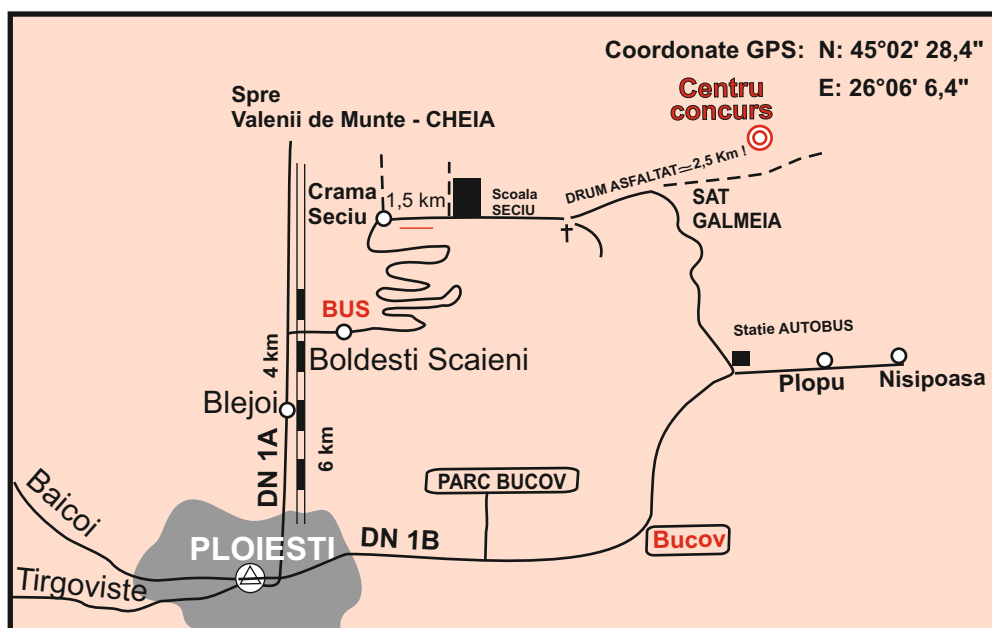 Coordonate GPS: N: 45°02' 28,4"
E: 26°06' 6,4"
Centru
concurs
Spre
Valenii de Munte - CHEIA
DRUM ASFALTAT≈2,5 Km !
Crama
Seciu
1,5 km
Scoala
SECIU
SAT
GALMEIA
BUS
Boldesti Scaieni
Statie AUTOBUS
Plopu
Nisipoasa
4 km
Blejoi
DN 1A
6 km
PARC BUCOV
Baicoi
PLOIESTI
DN 1B
Bucov
Tirgoviste